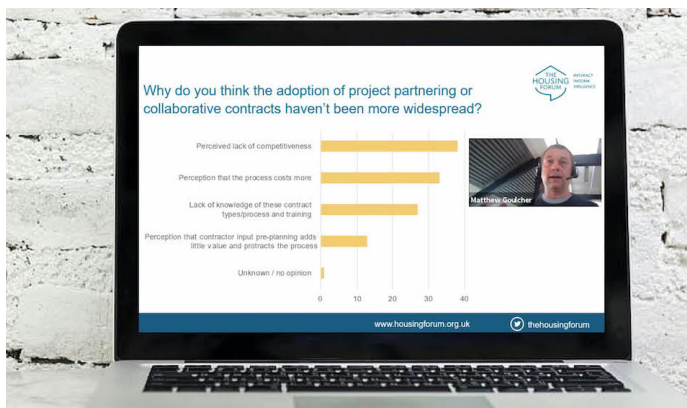 THE
HOUSING
FORUM
INTERACT
INFORM
INFLUENCE
Why do you think the adoption of project partnering or
collaborative contracts haven't been more widespread?
Perceived lack of competitiveness
Perception that the process costs more
Lack of knowledge of these contract
types/process and training
Perception that contractor input pre-planning adds
little value and protracts the process
Unknown / no opinion
0 10 20 30 40
Matthew Goulcher
www.housingforum.org.uk
thehousingforum